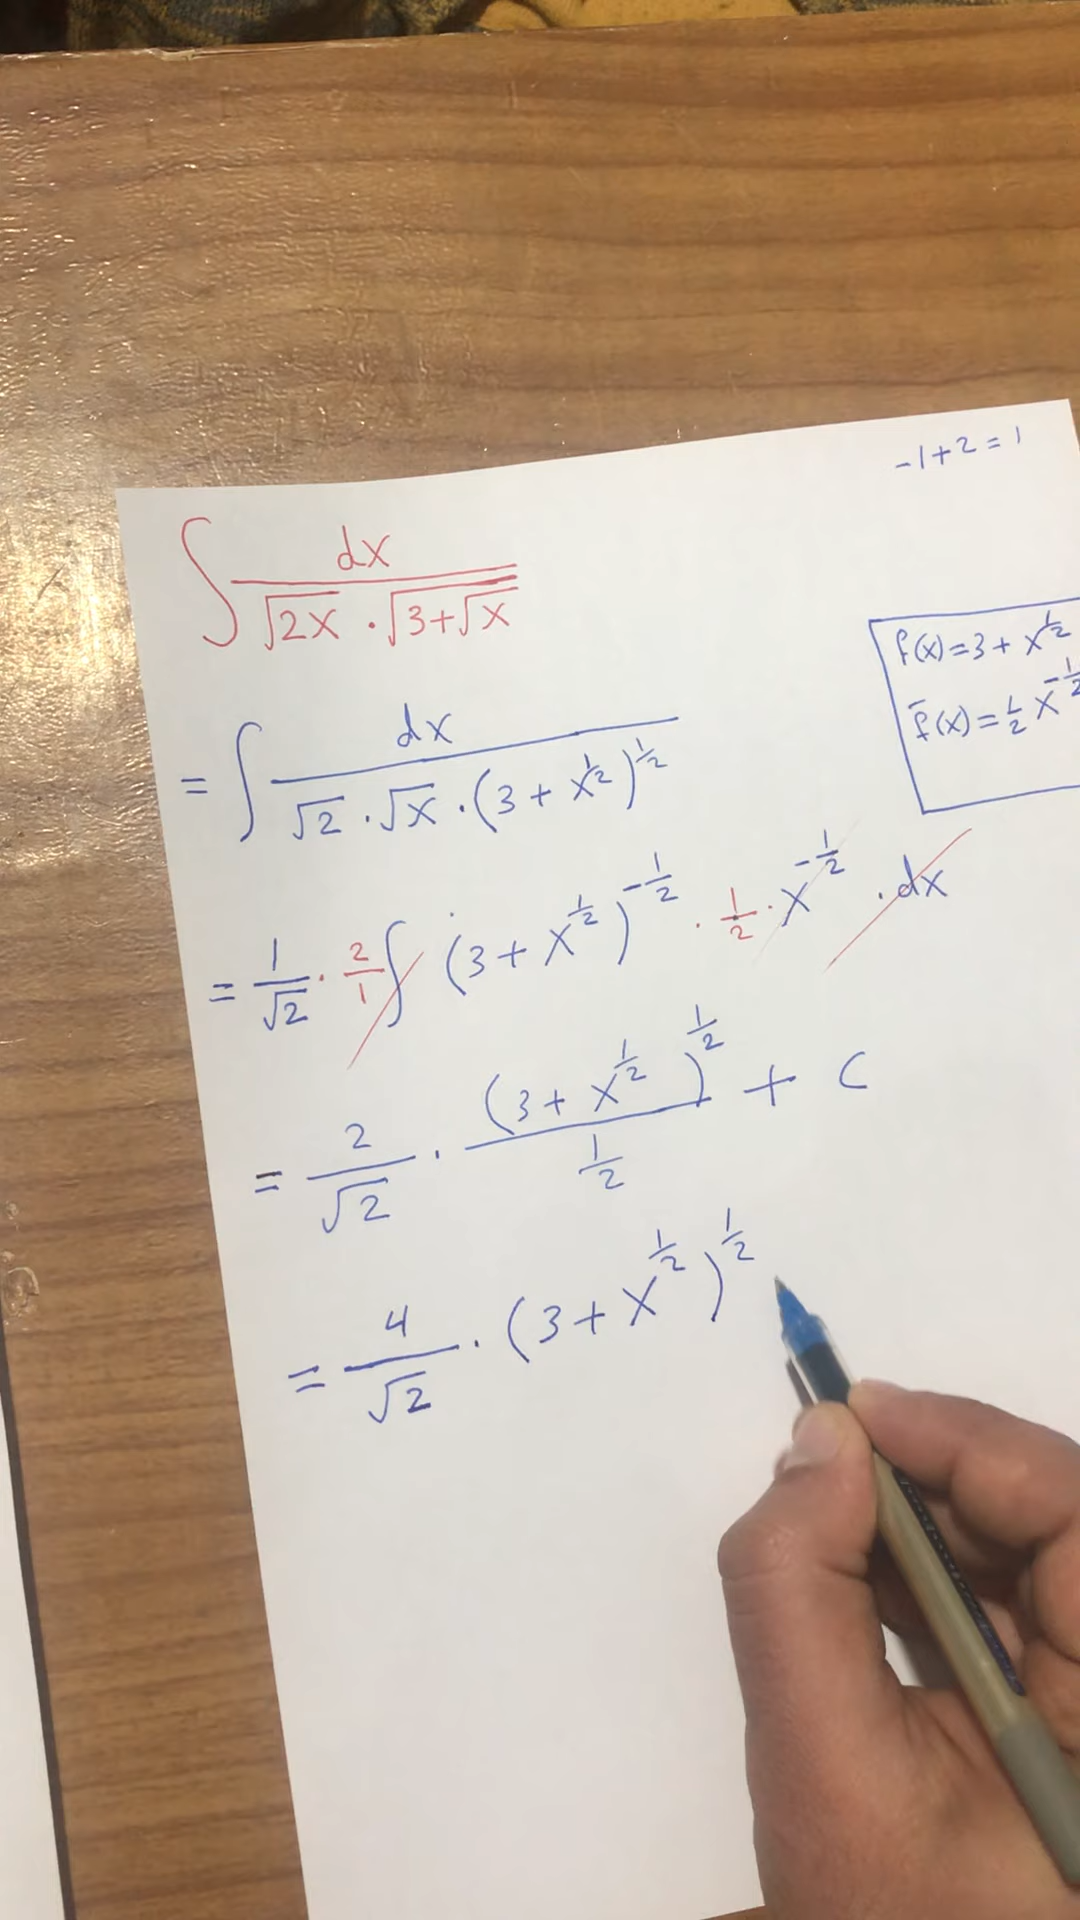 -1+2=1
∫ dx / (√2x · √(3+√x))
f(x)=3+x^(1/2)
f̄(x)=1/2 x^(-1/2)
= ∫ dx / (√2 · √x · (3+x^(1/2))^(1/2))
= 1/√2 · 2/1 ∫ (3+x^(1/2))^(-1/2) · 1/2 · x^(-1/2) · dx
= 2/√2 · (3+x^(1/2))^(1/2) / (1/2) + C
= 4/√2 · (3+x^(1/2))^(1/2)